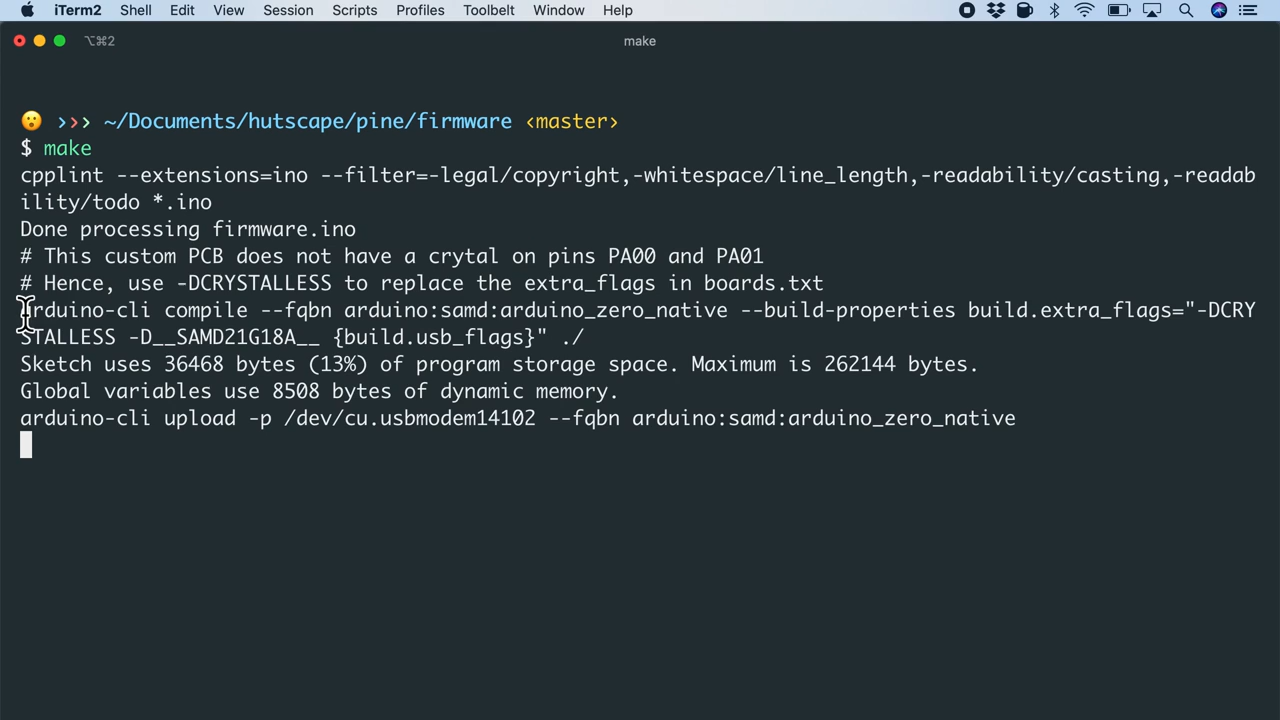 iTerm2 Shell Edit View Session Scripts Profiles Toolbelt Window Help
⌥⌘2
make
😮 ››› ~/Documents/hutscape/pine/firmware ‹master›
$ make
cpplint --extensions=ino --filter=-legal/copyright,-whitespace/line_length,-readability/casting,-readab
ility/todo *.ino
Done processing firmware.ino
# This custom PCB does not have a crytal on pins PA00 and PA01
# Hence, use -DCRYSTALLESS to replace the extra_flags in boards.txt
arduino-cli compile --fqbn arduino:samd:arduino_zero_native --build-properties build.extra_flags="-DCRY
STALLESS -D__SAMD21G18A__ {build.usb_flags}" ./
Sketch uses 36468 bytes (13%) of program storage space. Maximum is 262144 bytes.
Global variables use 8508 bytes of dynamic memory.
arduino-cli upload -p /dev/cu.usbmodem14102 --fqbn arduino:samd:arduino_zero_native